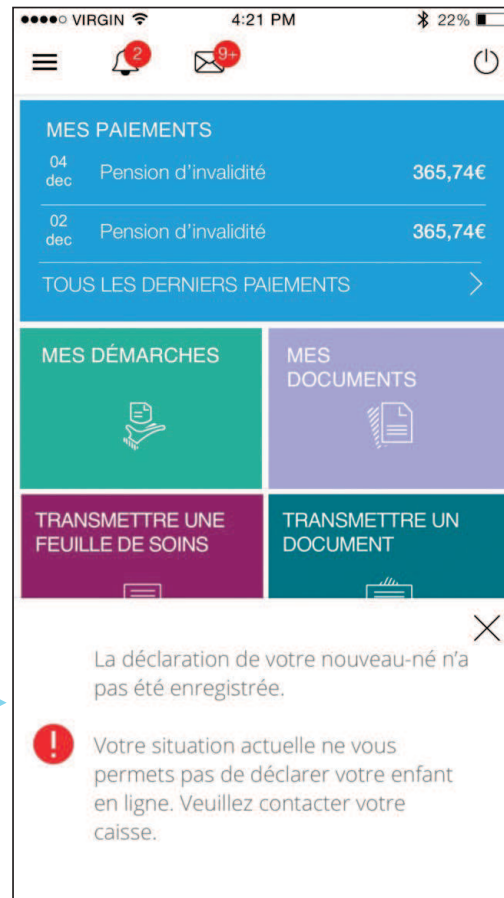 VIRGIN 4:21 PM 22%
2 9+
MES PAIEMENTS
04 dec Pension d'invalidité 365,74€
02 dec Pension d'invalidité 365,74€
TOUS LES DERNIERS PAIEMENTS
MES DÉMARCHES
MES
DOCUMENTS
TRANSMETTRE UNE
FEUILLE DE SOINS
TRANSMETTRE UN
DOCUMENT
La déclaration de votre nouveau-né n'a
pas été enregistrée.
!
Votre situation actuelle ne vous
permets pas de déclarer votre enfant
en ligne. Veuillez contacter votre
caisse.